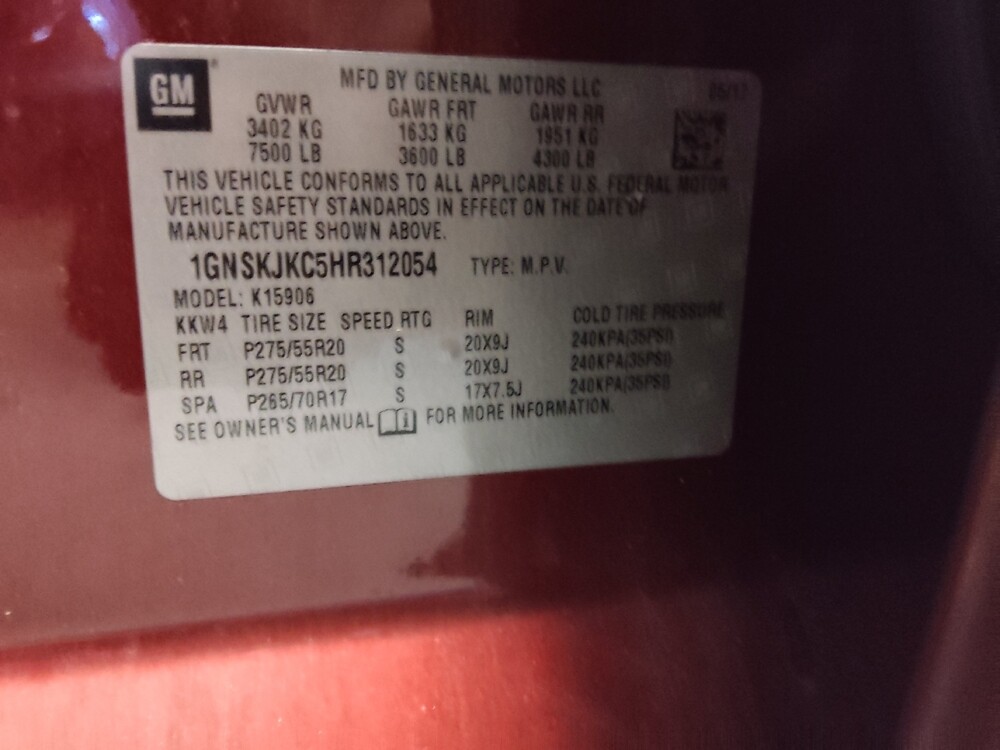 GM
MFD BY GENERAL MOTORS LLC 05/17
GVWR GAWR FRT GAWR RR
3402 KG 1633 KG 1951 KG
7500 LB 3600 LB 4300 LB
THIS VEHICLE CONFORMS TO ALL APPLICABLE U.S. FEDERAL MOTOR
VEHICLE SAFETY STANDARDS IN EFFECT ON THE DATE OF
MANUFACTURE SHOWN ABOVE.
1GNSKJKC5HR312054 TYPE: M.P.V.
MODEL: K15906
KKW4 TIRE SIZE SPEED RTG RIM COLD TIRE PRESSURE
FRT P275/55R20 S 20X9J 240KPA(35PSI)
RR P275/55R20 S 20X9J 240KPA(35PSI)
SPA P265/70R17 S 17X7.5J 240KPA(35PSI)
SEE OWNER'S MANUAL i FOR MORE INFORMATION.